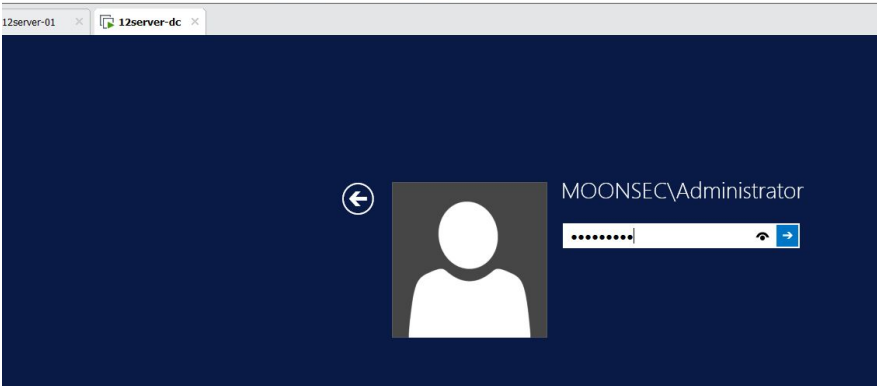 12server-01
12server-dc
MOONSEC\Administrator
•••••••••